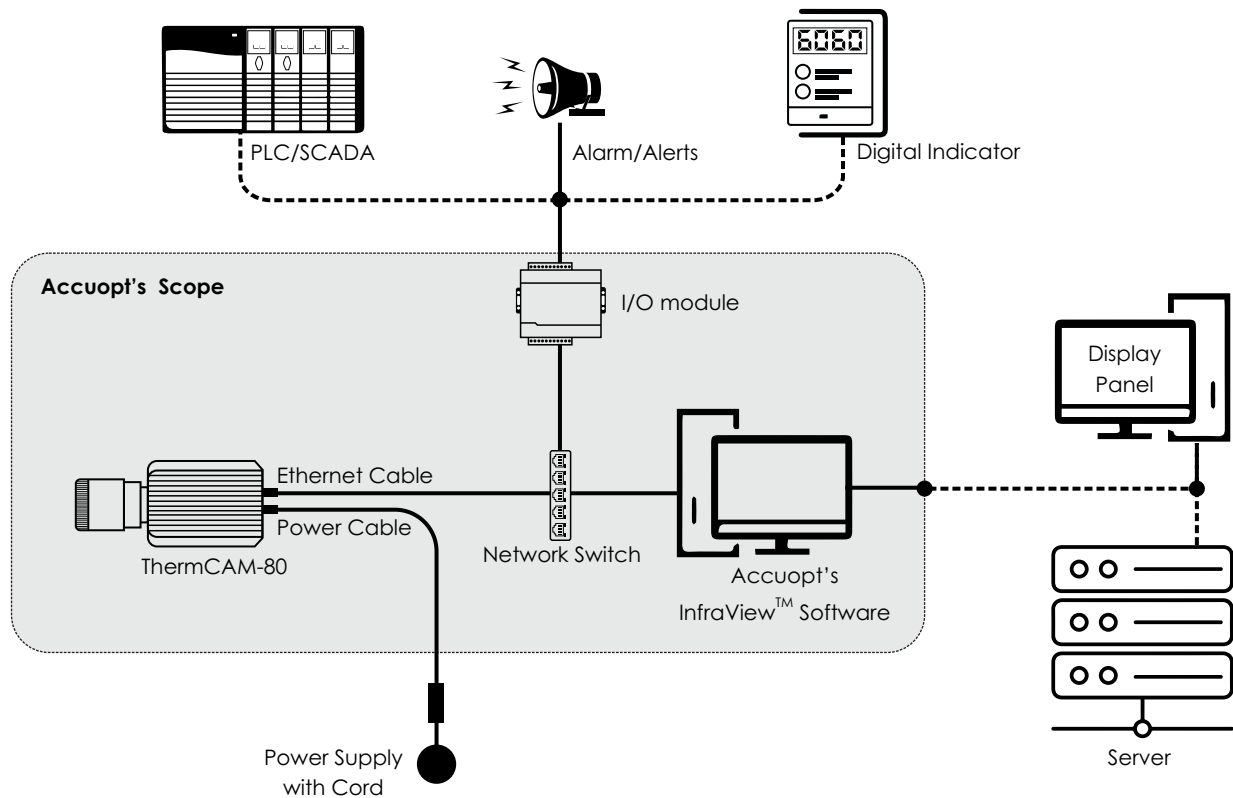 6060
PLC/SCADA
Alarm/Alerts
Digital Indicator
Accuopt's Scope
I/O module
Display
Panel
Ethernet Cable
Power Cable
ThermCAM-80
Network Switch
Accuopt's
InfraView™ Software
Power Supply
with Cord
Server